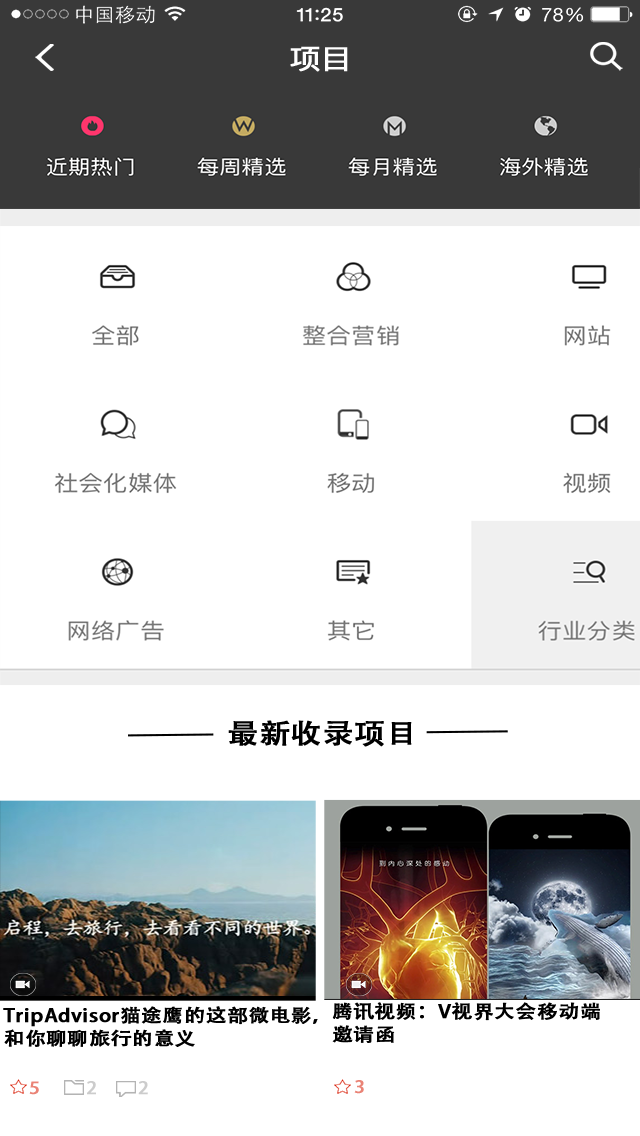 中国移动 11:25 78%
项目
近期热门 每周精选 每月精选 海外精选
全部 整合营销 网站
社会化媒体 移动 视频
网络广告 其它 行业分类
最新收录项目
启程，去旅行，去看看不同的世界。
到内心深处的感动
TripAdvisor猫途鹰的这部微电影,
和你聊聊旅行的意义
腾讯视频：V视界大会移动端
邀请函
5 2 2
3